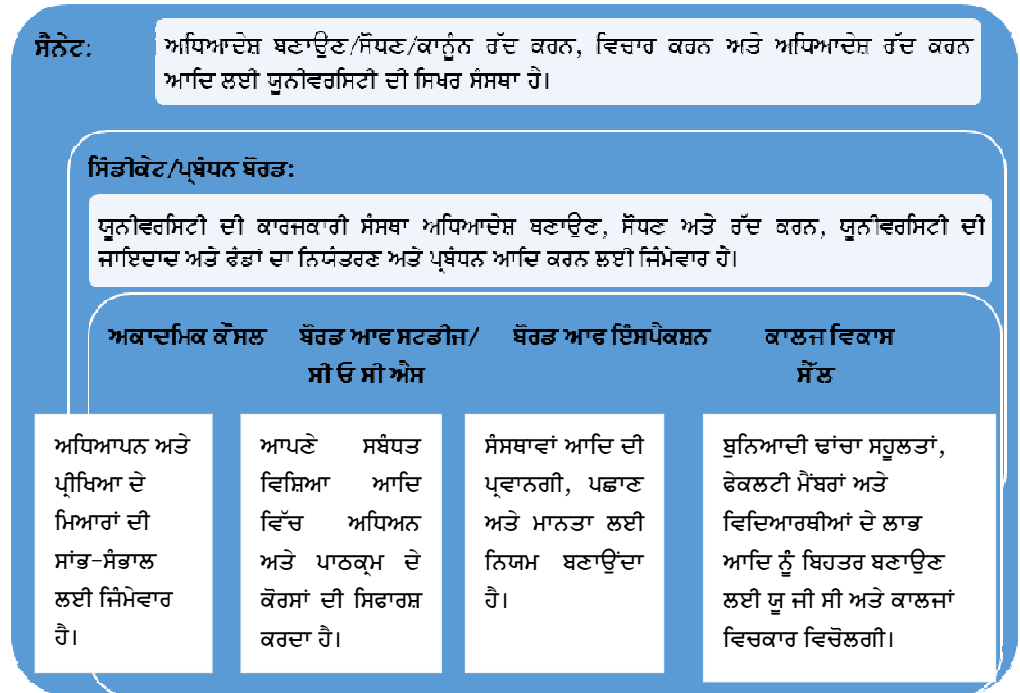 ਸੈਨੇਟ:
ਅਧਿਆਦੇਸ਼ ਬਣਾਉਣ/ਸੋਧਣ/ਕਾਨੂੰਨ ਰੱਦ ਕਰਨ, ਵਿਚਾਰ ਕਰਨ ਅਤੇ ਅਧਿਆਦੇਸ਼ ਰੱਦ ਕਰਨ
ਆਦਿ ਲਈ ਯੂਨੀਵਰਸਿਟੀ ਦੀ ਸਿਖਰ ਸੰਸਥਾ ਹੈ।
ਸਿੰਡੀਕੇਟ/ਪ੍ਰਬੰਧਨ ਬੋਰਡ:
ਯੂਨੀਵਰਸਿਟੀ ਦੀ ਕਾਰਜਕਾਰੀ ਸੰਸਥਾ ਅਧਿਆਦੇਸ਼ ਬਣਾਉਣ, ਸੋਧਣ ਅਤੇ ਰੱਦ ਕਰਨ, ਯੂਨੀਵਰਸਿਟੀ ਦੀ
ਜਾਇਦਾਦ ਅਤੇ ਫੰਡਾਂ ਦਾ ਨਿਯੰਤਰਣ ਅਤੇ ਪ੍ਰਬੰਧਨ ਆਦਿ ਕਰਨ ਲਈ ਜਿੰਮੇਵਾਰ ਹੈ।
ਅਕਾਦਮਿਕ ਕੌਂਸਲ
ਬੋਰਡ ਆਫ ਸਟਡੀਜ/
ਸੀ ਓ ਸੀ ਐਸ
ਬੋਰਡ ਆਫ ਇੰਸਪੈਕਸ਼ਨ
ਕਾਲਜ ਵਿਕਾਸ
ਸੈੱਲ
ਅਧਿਆਪਨ ਅਤੇ
ਪ੍ਰੀਖਿਆ ਦੇ
ਮਿਆਰਾਂ ਦੀ
ਸਾਂਭ-ਸੰਭਾਲ
ਲਈ ਜਿੰਮੇਵਾਰ
ਹੈ।
ਆਪਣੇ ਸਬੰਧਤ
ਵਿਸ਼ਿਆ ਆਦਿ
ਵਿੱਚ ਅਧਿਅਨ
ਅਤੇ ਪਾਠਕ੍ਰਮ ਦੇ
ਕੋਰਸਾਂ ਦੀ ਸਿਫਾਰਸ਼
ਕਰਦਾ ਹੈ।
ਸੰਸਥਾਵਾਂ ਆਦਿ ਦੀ
ਪ੍ਰਵਾਨਗੀ, ਪਛਾਣ
ਅਤੇ ਮਾਨਤਾ ਲਈ
ਨਿਯਮ ਬਣਾਉਂਦਾ
ਹੈ।
ਬੁਨਿਆਦੀ ਢਾਂਚਾ ਸਹੂਲਤਾਂ,
ਫੇਕਲਟੀ ਮੈਂਬਰਾਂ ਅਤੇ
ਵਿਦਿਆਰਥੀਆਂ ਦੇ ਲਾਭ
ਆਦਿ ਨੂੰ ਬਿਹਤਰ ਬਣਾਉਣ
ਲਈ ਯੂ ਜੀ ਸੀ ਅਤੇ ਕਾਲਜਾਂ
ਵਿਚਕਾਰ ਵਿਚੋਲਗੀ।